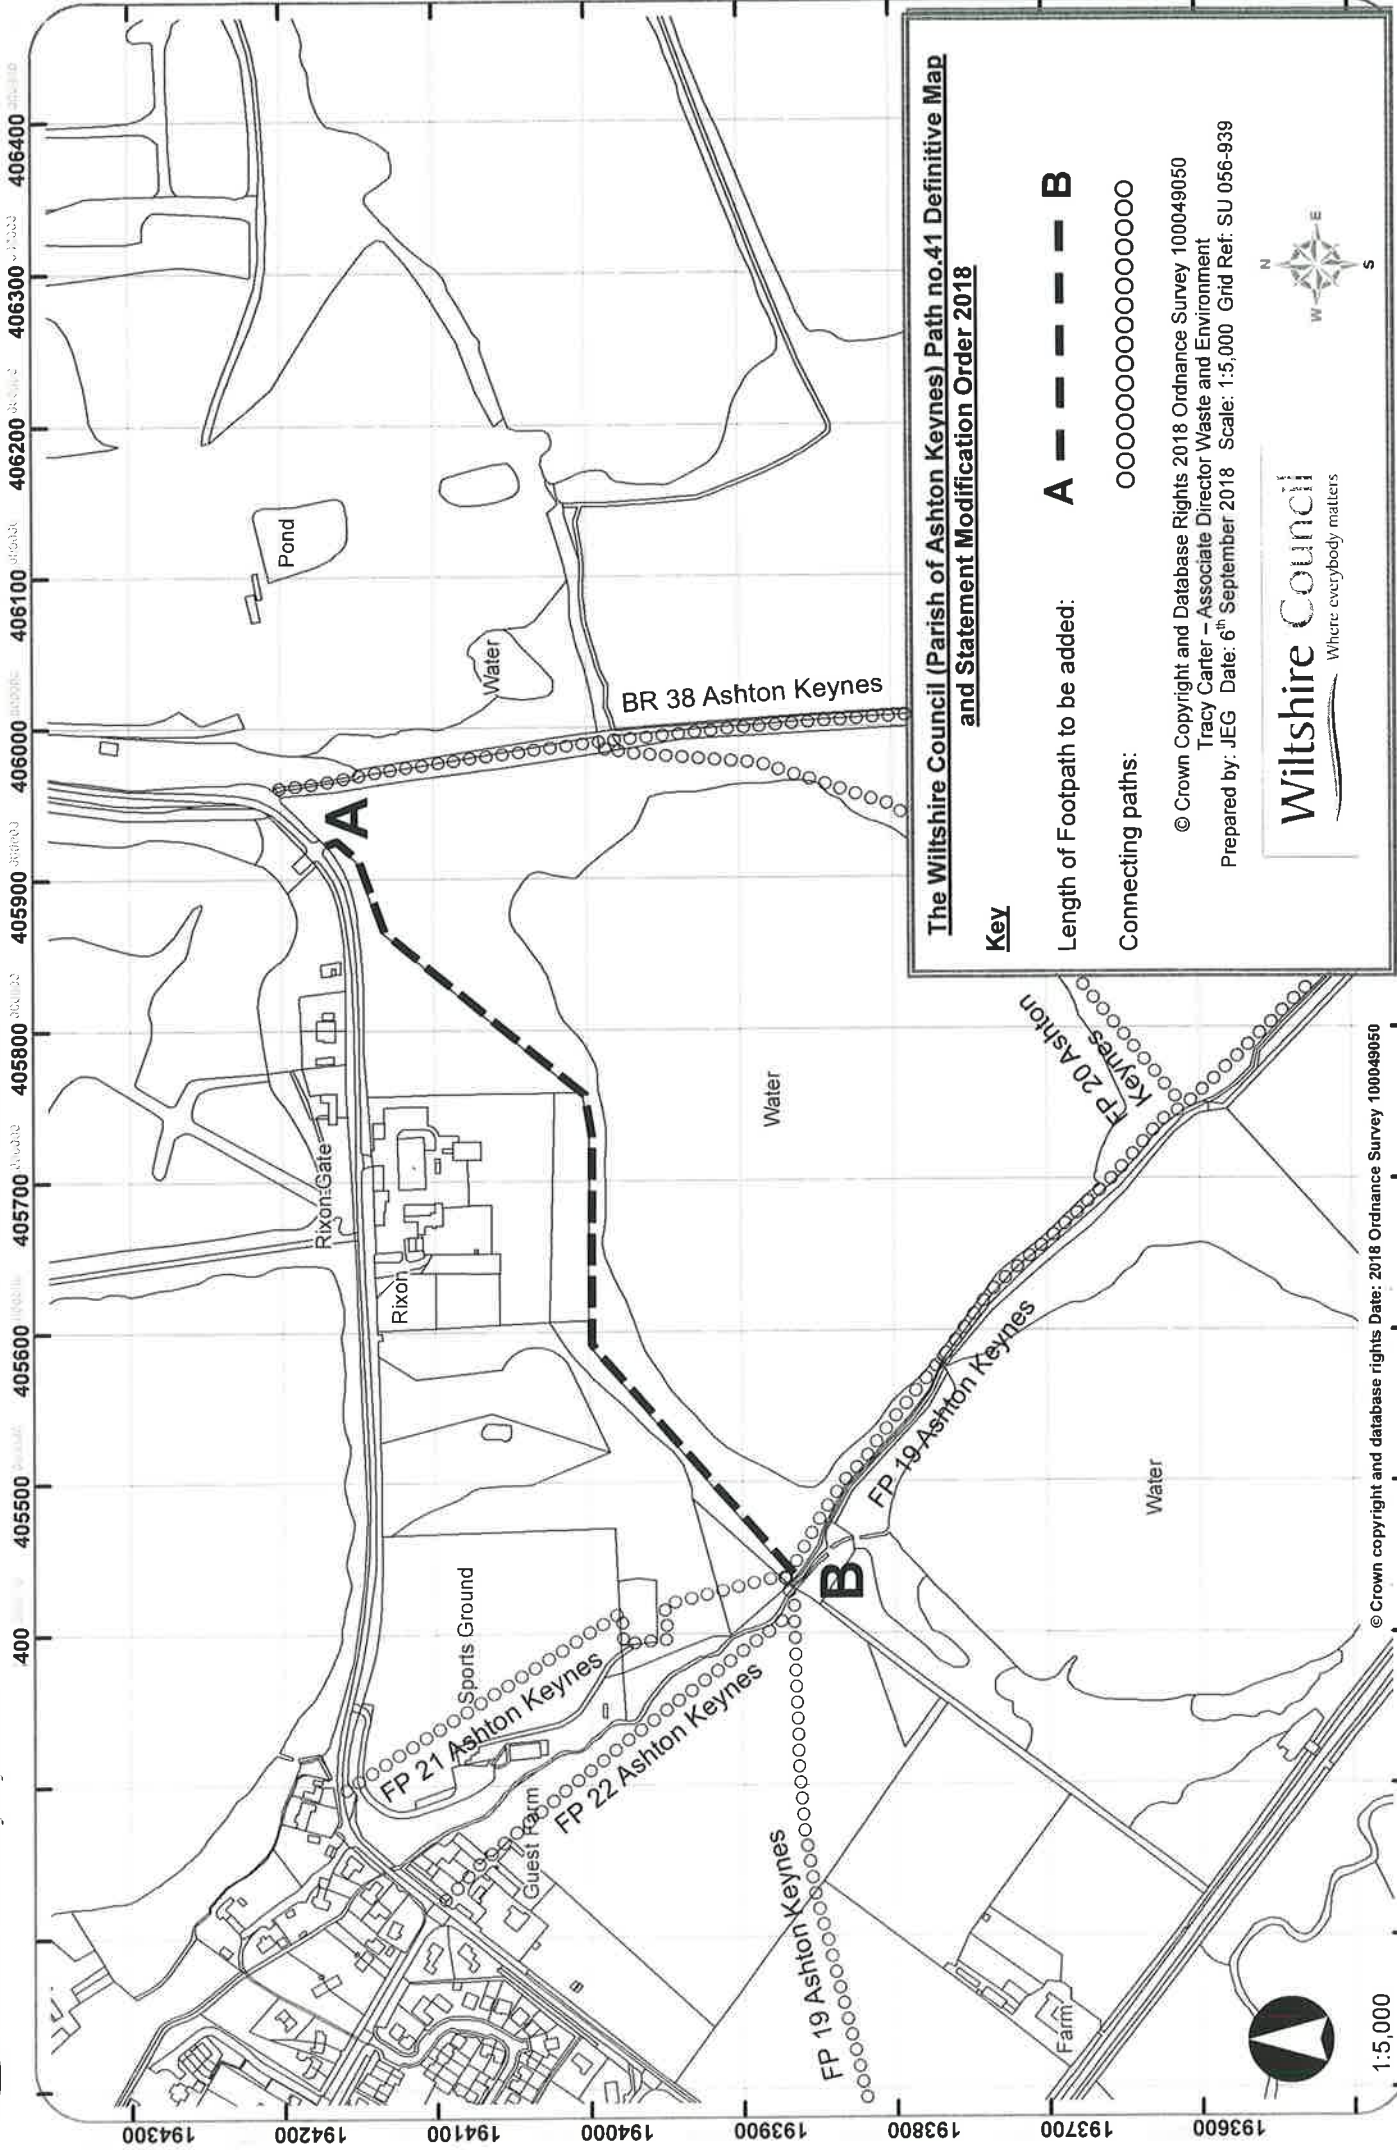 400
405500
405600
405700
405800
405900
406000
406100
406200
406300
406400
194300
194200
194100
194000
193900
193800
193700
193600
Rixon Gate
Rixon
Pond
Water
A
BR 38 Ashton Keynes
Sports Ground
FP 21 Ashton Keynes
FP 22 Ashton Keynes
Guest Farm
Water
B
FP 19 Ashton Keynes
FP 19 Ashton Keynes
FP 20 Ashton
Keynes
Water
Farm
The Wiltshire Council (Parish of Ashton Keynes) Path no.41 Definitive Map
and Statement Modification Order 2018
Key
Length of Footpath to be added: A B
Connecting paths:
© Crown Copyright and Database Rights 2018 Ordnance Survey 100049050
Tracy Carter – Associate Director Waste and Environment
Prepared by: JEG Date: 6th September 2018 Scale: 1:5,000 Grid Ref: SU 056-939
Wiltshire Council
Where everybody matters
N
W E
S
1:5,000
© Crown copyright and database rights Date: 2018 Ordnance Survey 100049050